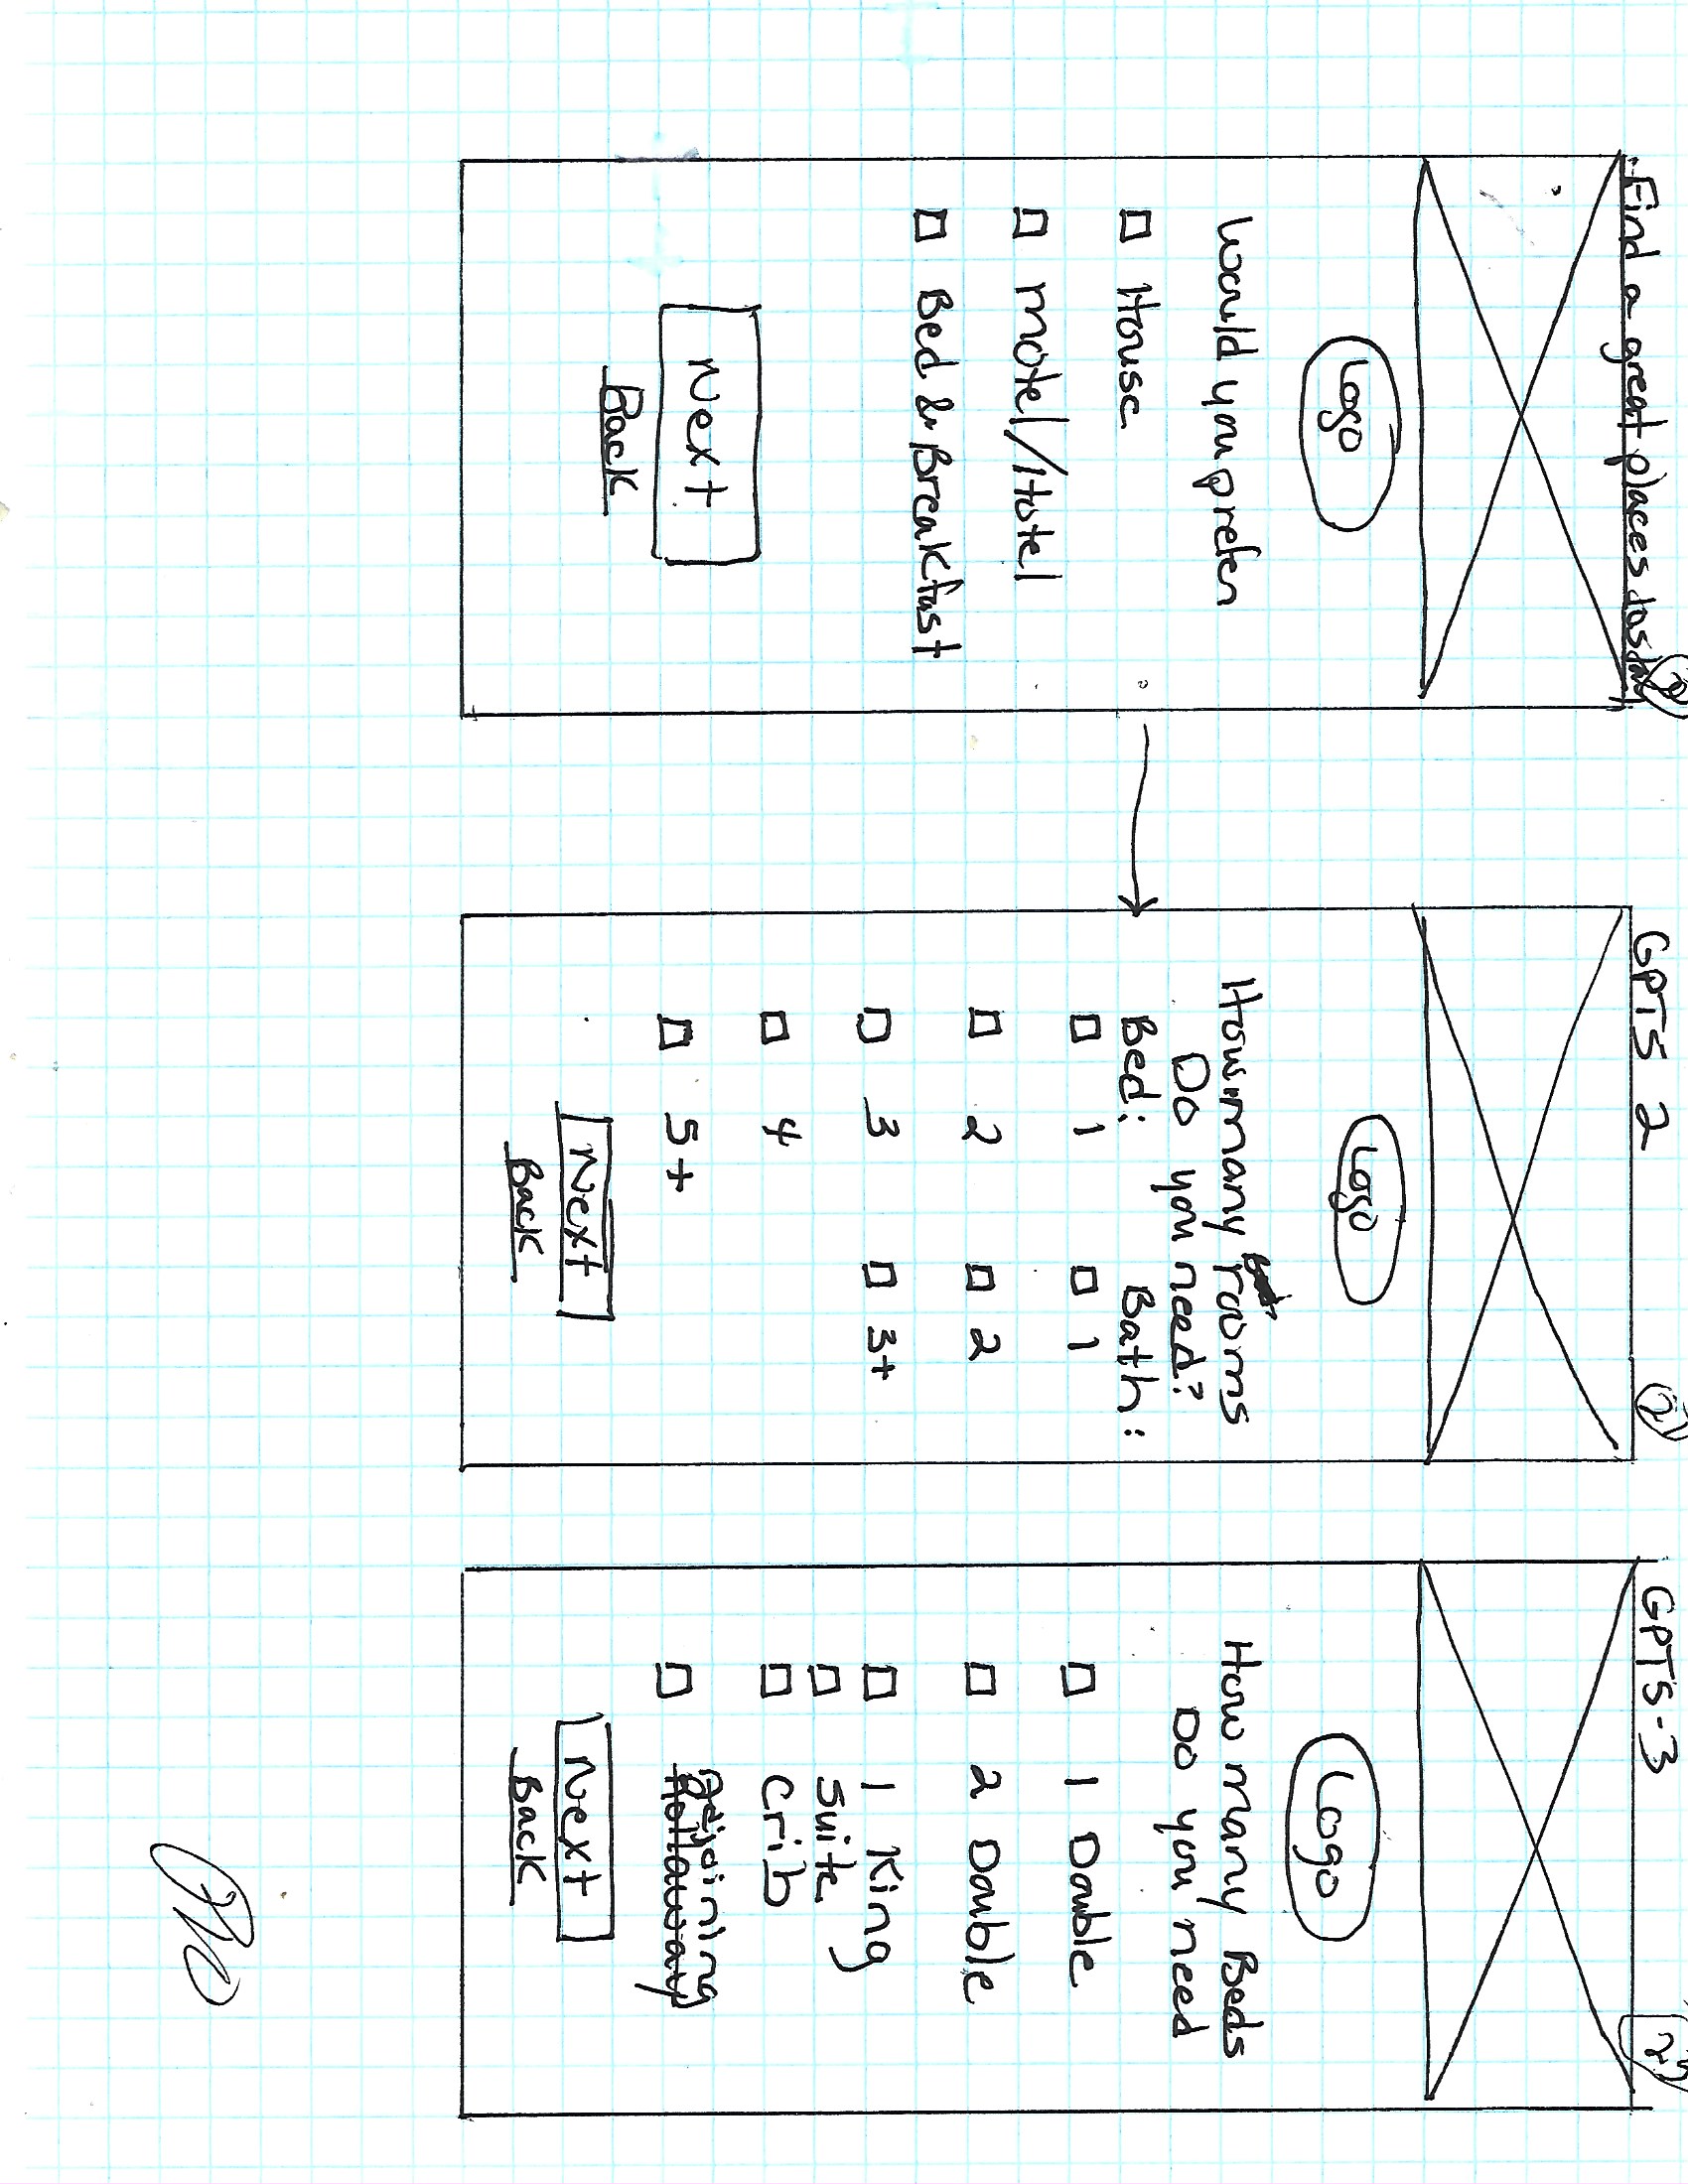 Find a great places to stay
Logo
Would you prefer
House
Motel/Hotel
Bed & Breakfast
Next
Back
GPTS 2
2
Logo
How many rooms
Do you need?
Bed: Bath:
1 1
2 2
3 3+
4
5+
Next
Back
GPTS-3
Logo
How many Beds
Do you need
1 Double
2 Double
1 King
Suite
Crib
Adjoining
Rollaway
Next
Back